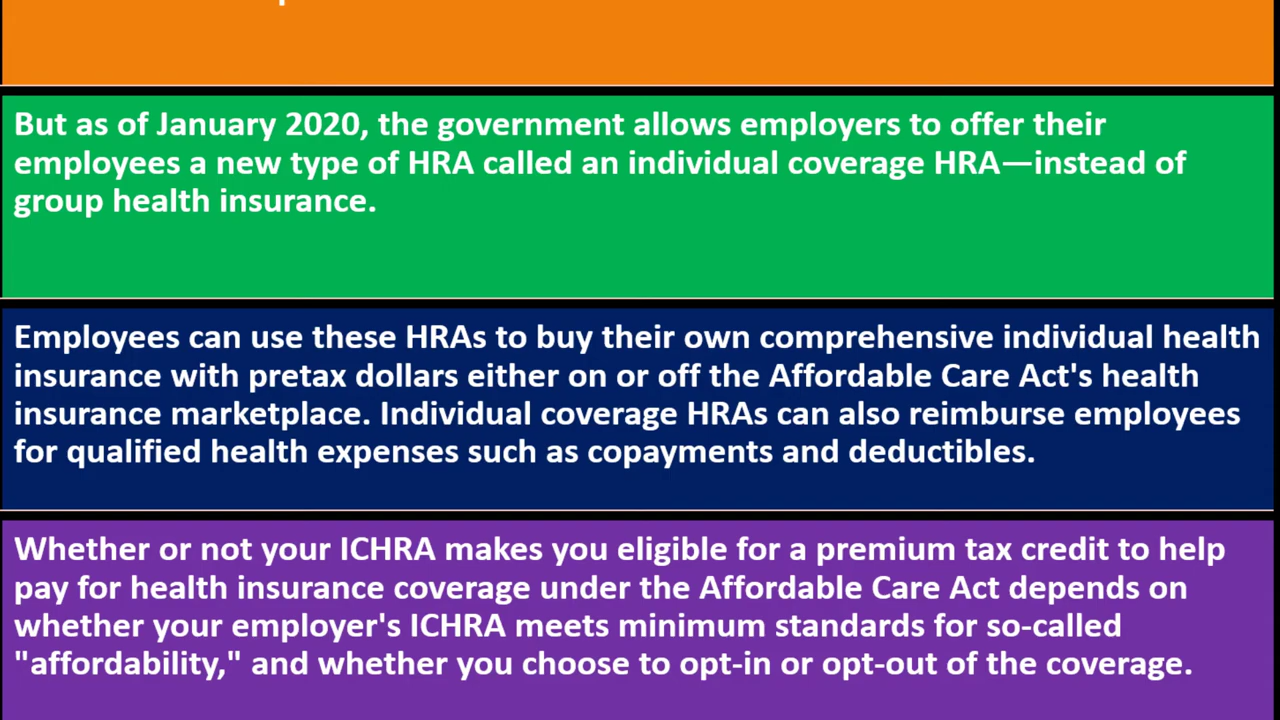 But as of January 2020, the government allows employers to offer their
employees a new type of HRA called an individual coverage HRA—instead of
group health insurance.
Employees can use these HRAs to buy their own comprehensive individual health
insurance with pretax dollars either on or off the Affordable Care Act's health
insurance marketplace. Individual coverage HRAs can also reimburse employees
for qualified health expenses such as copayments and deductibles.
Whether or not your ICHRA makes you eligible for a premium tax credit to help
pay for health insurance coverage under the Affordable Care Act depends on
whether your employer's ICHRA meets minimum standards for so-called
"affordability," and whether you choose to opt-in or opt-out of the coverage.